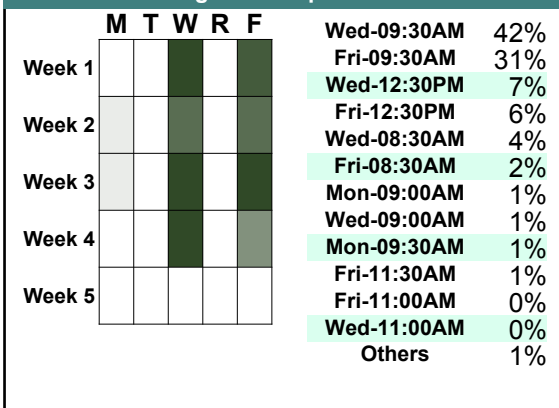 M T W R F
Week 1
Week 2
Week 3
Week 4
Week 5
Wed-09:30AM 42%
Fri-09:30AM 31%
Wed-12:30PM 7%
Fri-12:30PM 6%
Wed-08:30AM 4%
Fri-08:30AM 2%
Mon-09:00AM 1%
Wed-09:00AM 1%
Mon-09:30AM 1%
Fri-11:30AM 1%
Fri-11:00AM 0%
Wed-11:00AM 0%
Others 1%